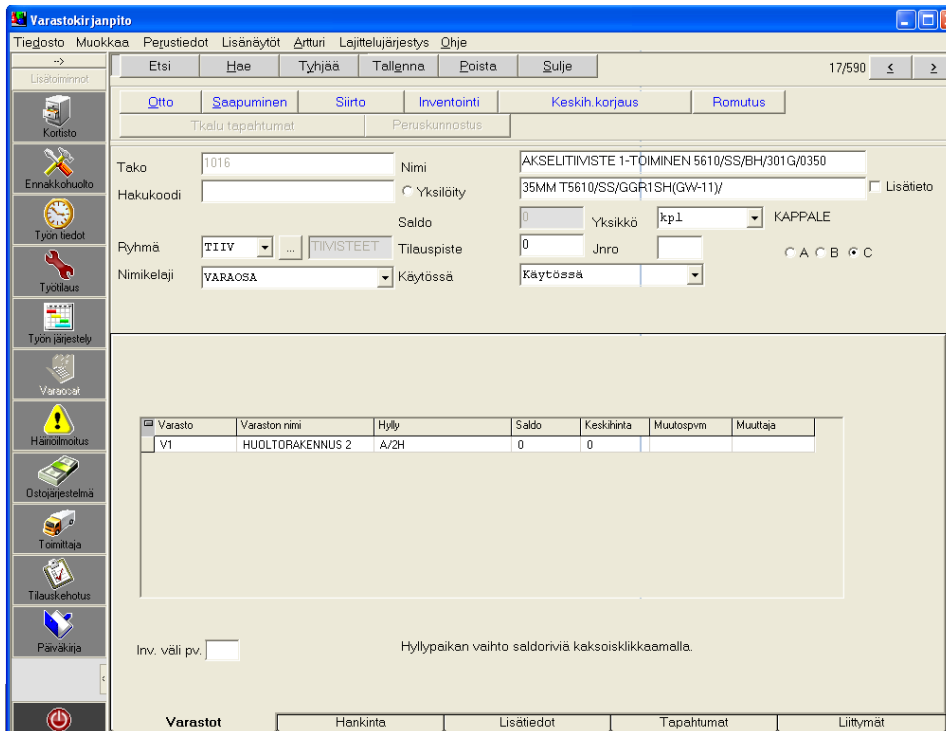 Varastokirjanpito
Tiedosto Muokkaa Perustiedot Lisänäytöt Artturi Lajittelujärjestys Ohje
-->
Lisätoiminnot
Kortisto
Ennakkohuolto
Työn tiedot
Työtilaus
Työn järjestely
Varaosat
Häiriöilmoitus
Ostojärjestelmä
Toimittaja
Tilauskehotus
Päiväkirja
<
Etsi Hae Tyhjää Tallenna Poista Sulje 17/590 < >
Otto Saapuminen Siirto Inventointi Keskih.korjaus Romutus
Tkalu tapahtumat Peruskunnostus
Tako 1016 Nimi AKSELITIIVISTE 1-TOIMINEN 5610/SS/BH/301G/0350
Hakukoodi Yksilöity 35MM T5610/SS/GGR1SH(GW-11)/ Lisätieto
Saldo 0 Yksikkö kpl KAPPALE
Ryhmä TIIV ... TIIVISTEET Tilauspiste 0 Jnro A B C
Nimikelaji VARAOSA Käytössä Käytössä
Varasto Varaston nimi Hylly Saldo Keskihinta Muutospvm Muuttaja
V1 HUOLTORAKENNUS 2 A/2H 0 0
Inv. väli pv. Hyllypaikan vaihto saldoriviä kaksoisklikkaamalla.
Varastot Hankinta Lisätiedot Tapahtumat Liittymät